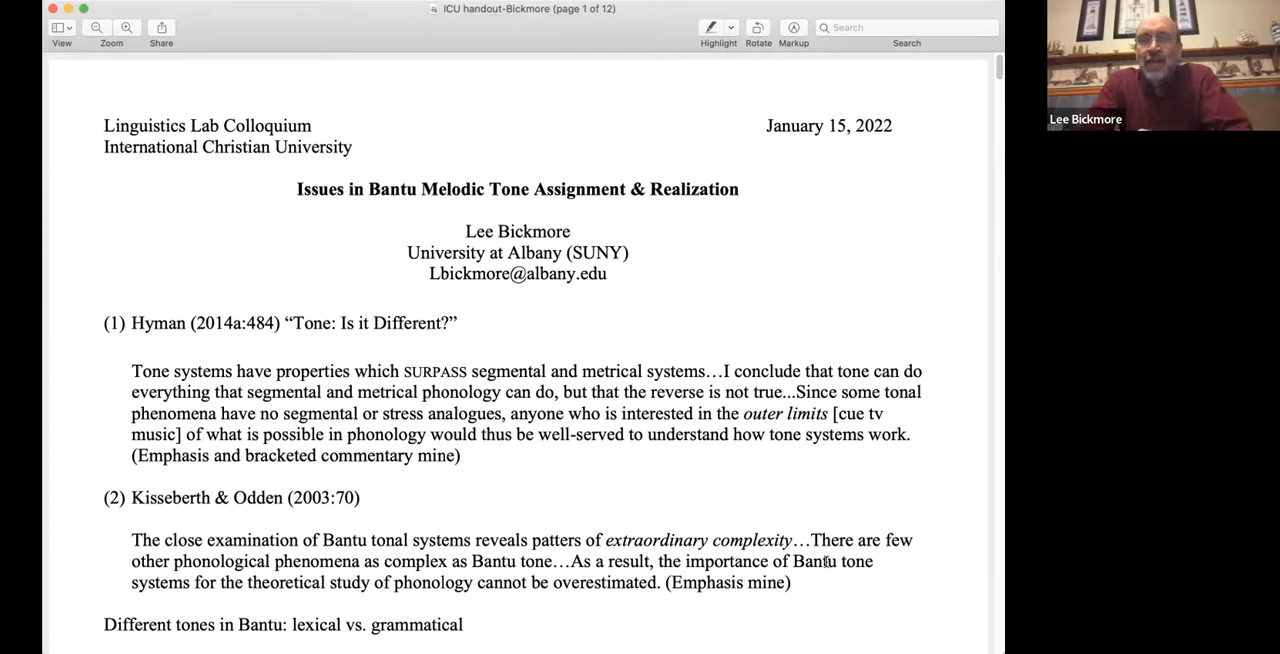 ICU handout-Bickmore (page 1 of 12)
View
Zoom
Share
Highlight
Rotate
Markup
Search
Search
Lee Bickmore
Linguistics Lab Colloquium
January 15, 2022
International Christian University
Issues in Bantu Melodic Tone Assignment & Realization
Lee Bickmore
University at Albany (SUNY)
Lbickmore@albany.edu
(1) Hyman (2014a:484) “Tone: Is it Different?”
Tone systems have properties which SURPASS segmental and metrical systems…I conclude that tone can do
everything that segmental and metrical phonology can do, but that the reverse is not true...Since some tonal
phenomena have no segmental or stress analogues, anyone who is interested in the outer limits [cue tv
music] of what is possible in phonology would thus be well-served to understand how tone systems work.
(Emphasis and bracketed commentary mine)
(2) Kisseberth & Odden (2003:70)
The close examination of Bantu tonal systems reveals patters of extraordinary complexity…There are few
other phonological phenomena as complex as Bantu tone…As a result, the importance of Bantu tone
systems for the theoretical study of phonology cannot be overestimated. (Emphasis mine)
Different tones in Bantu: lexical vs. grammatical